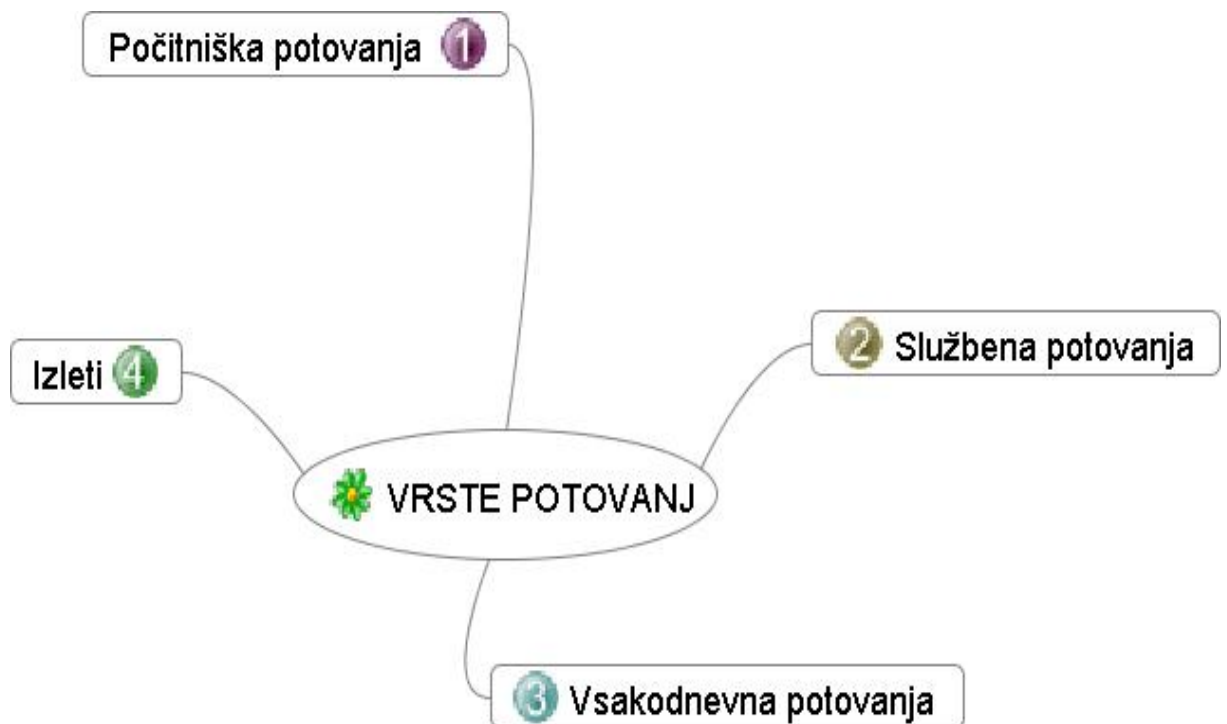 Počitniška potovanja 1
2 Službena potovanja
Izleti 4
VRSTE POTOVANJ
3 Vsakodnevna potovanja